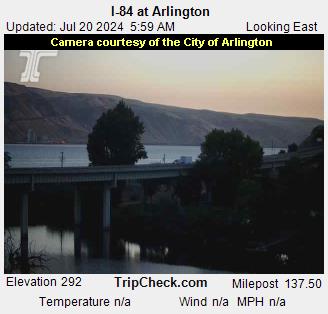 I-84 at Arlington
Updated: Jul 20 2024 5:59 AM Looking East
Camera courtesy of the City of Arlington
Elevation 292 TripCheck.com Milepost 137.50
Temperature n/a Wind n/a MPH n/a